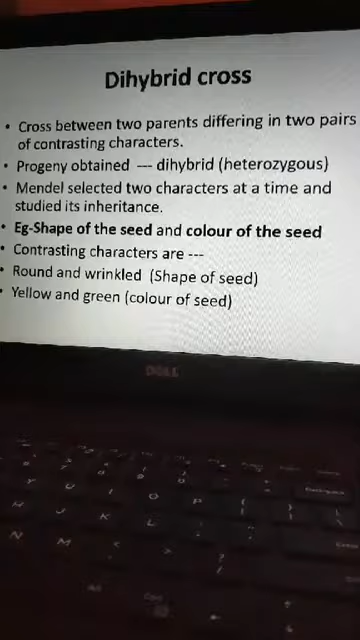 Dihybrid cross
• Cross between two parents differing in two pairs
of contrasting characters.
• Progeny obtained --- dihybrid (heterozygous)
• Mendel selected two characters at a time and
studied its inheritance.
• Eg-Shape of the seed and colour of the seed
• Contrasting characters are ---
• Round and wrinkled (Shape of seed)
• Yellow and green (colour of seed)
DELL
Y U I O P { }
H J K L : "
N M < > ?
/